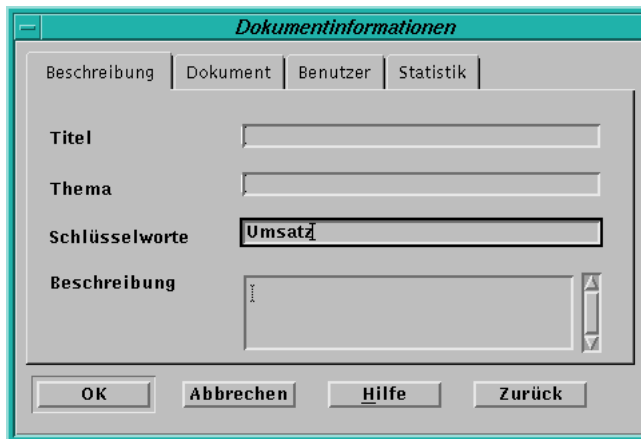 Dokumentinformationen
Beschreibung Dokument Benutzer Statistik
Titel
Thema
Schlüsselworte Umsatz
Beschreibung
OK Abbrechen Hilfe Zurück